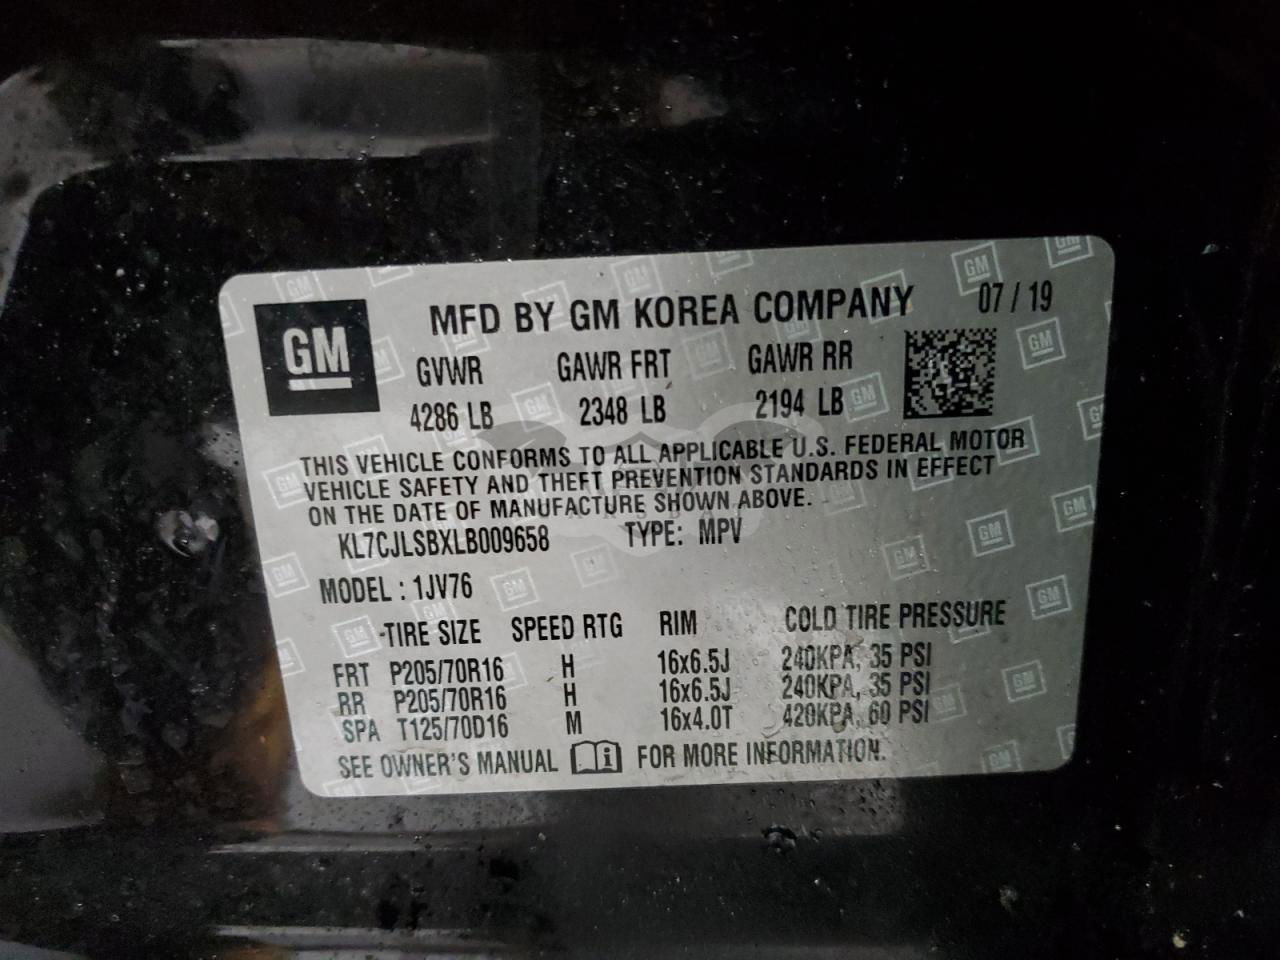 GM
MFD BY GM KOREA COMPANY 07 / 19
GVWR GAWR FRT GAWR RR
4286 LB 2348 LB 2194 LB
THIS VEHICLE CONFORMS TO ALL APPLICABLE U.S. FEDERAL MOTOR
VEHICLE SAFETY AND THEFT PREVENTION STANDARDS IN EFFECT
ON THE DATE OF MANUFACTURE SHOWN ABOVE.
KL7CJLSBXLB009658 TYPE: MPV
MODEL : 1JV76
TIRE SIZE SPEED RTG RIM COLD TIRE PRESSURE
FRT P205/70R16 H 16x6.5J 240KPA, 35 PSI
RR P205/70R16 H 16x6.5J 240KPA, 35 PSI
SPA T125/70D16 M 16x4.0T 420KPA, 60 PSI
SEE OWNER'S MANUAL FOR MORE INFORMATION.